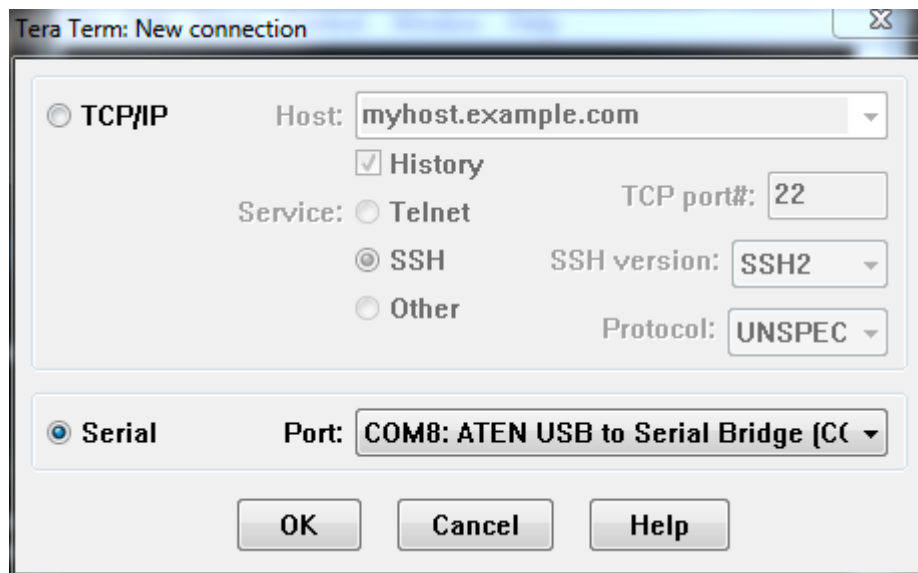 Tera Term: New connection
TCP/IP
Host: myhost.example.com
History
Service: Telnet
TCP port#: 22
SSH
SSH version: SSH2
Other
Protocol: UNSPEC
Serial
Port: COM8: ATEN USB to Serial Bridge (C
OK Cancel Help